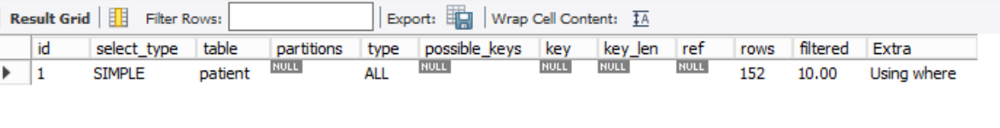 Result Grid Filter Rows: Export: Wrap Cell Content: IA
id select_type table partitions type possible_keys key key_len ref rows filtered Extra
1 SIMPLE patient NULL ALL NULL NULL NULL NULL 152 10.00 Using where